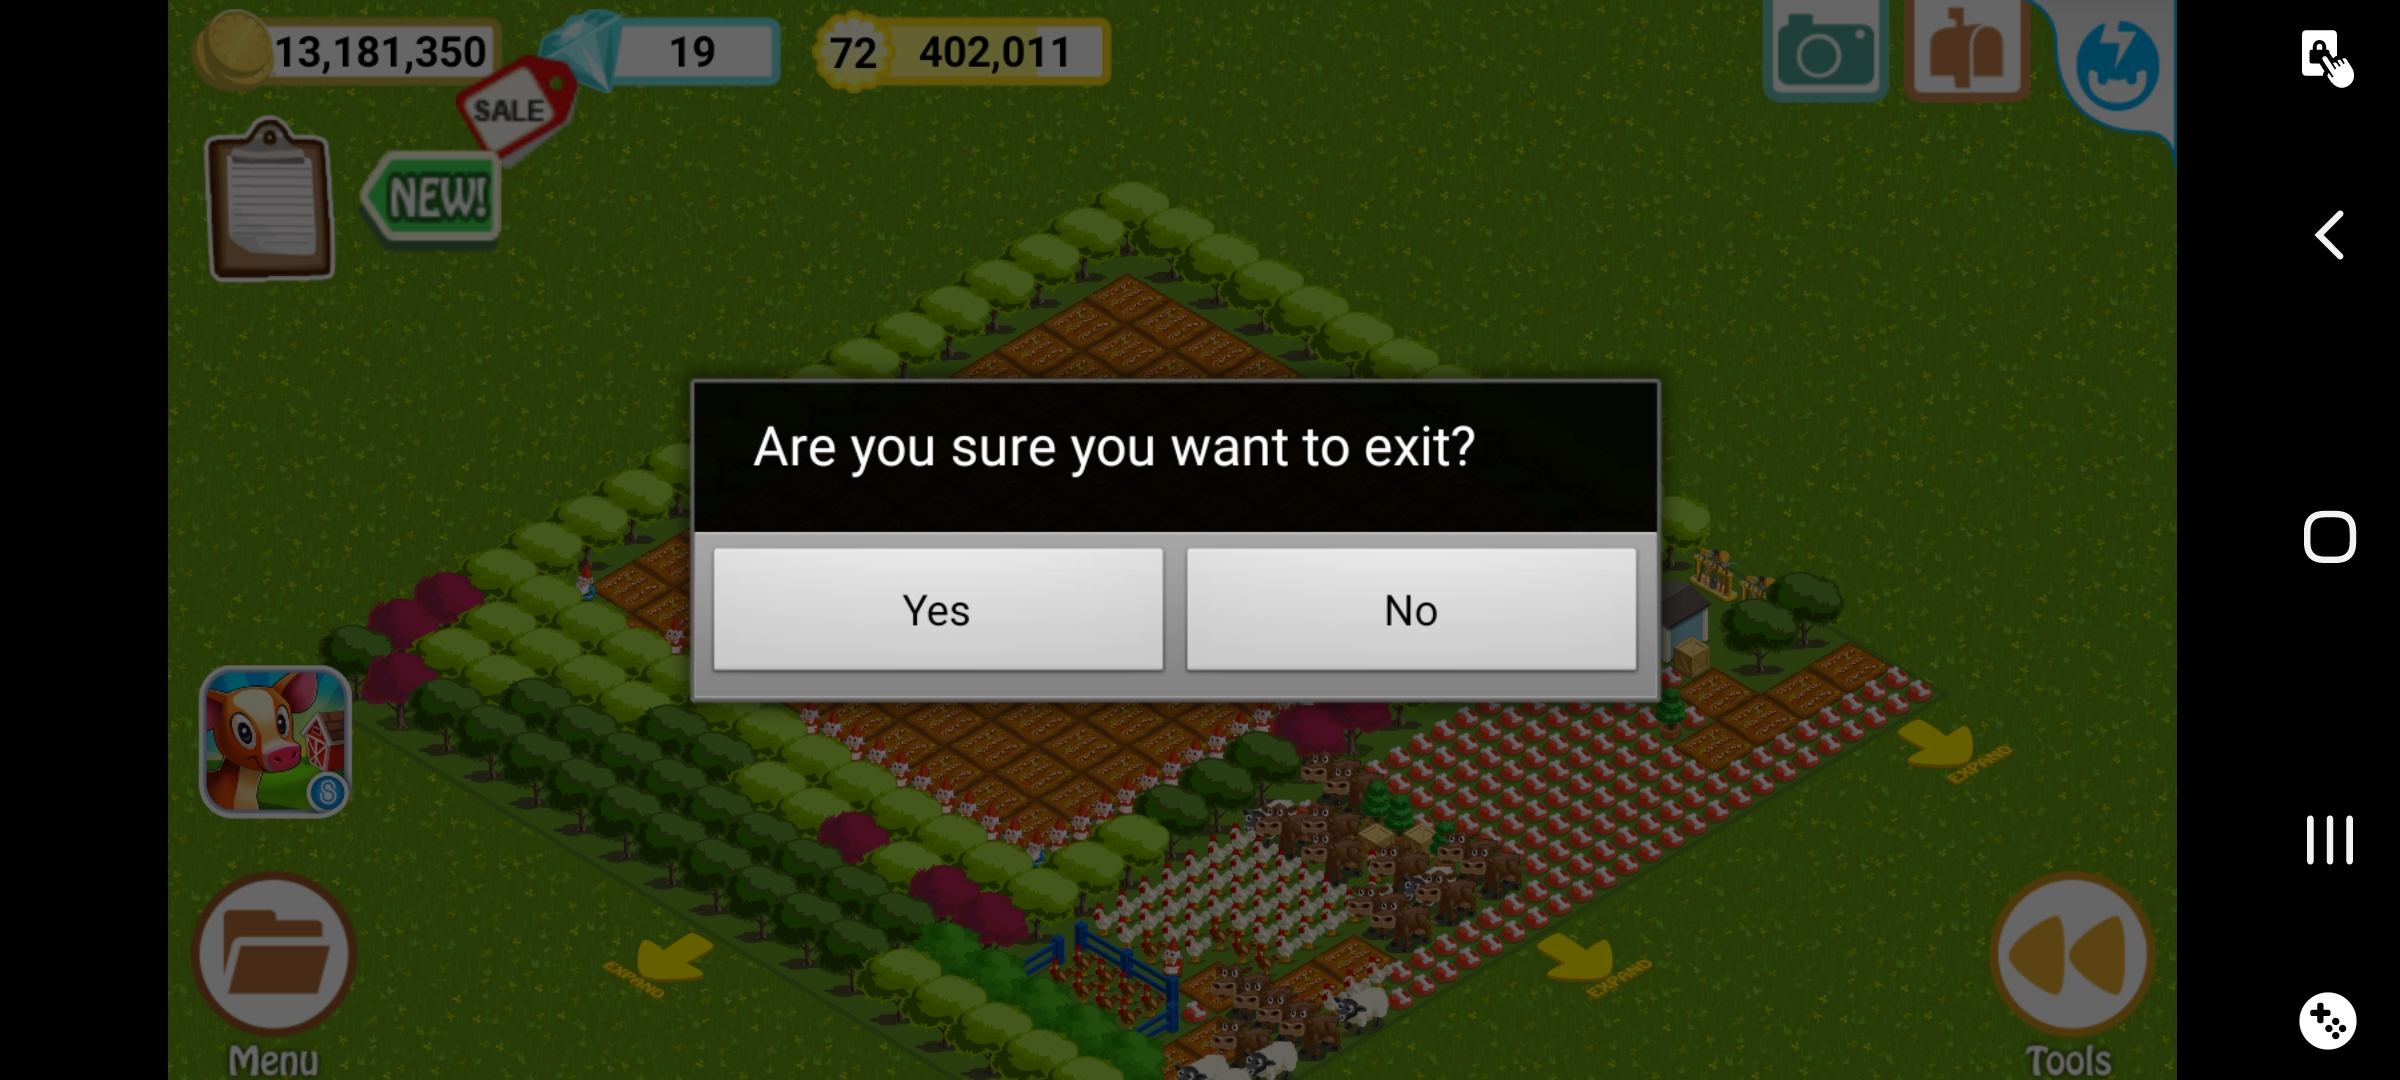 13,181,350
19
72
402,011
SALE
NEW!
Are you sure you want to exit?
Yes
No
EXPAND
EXPAND
EXPAND
Menu
Tools